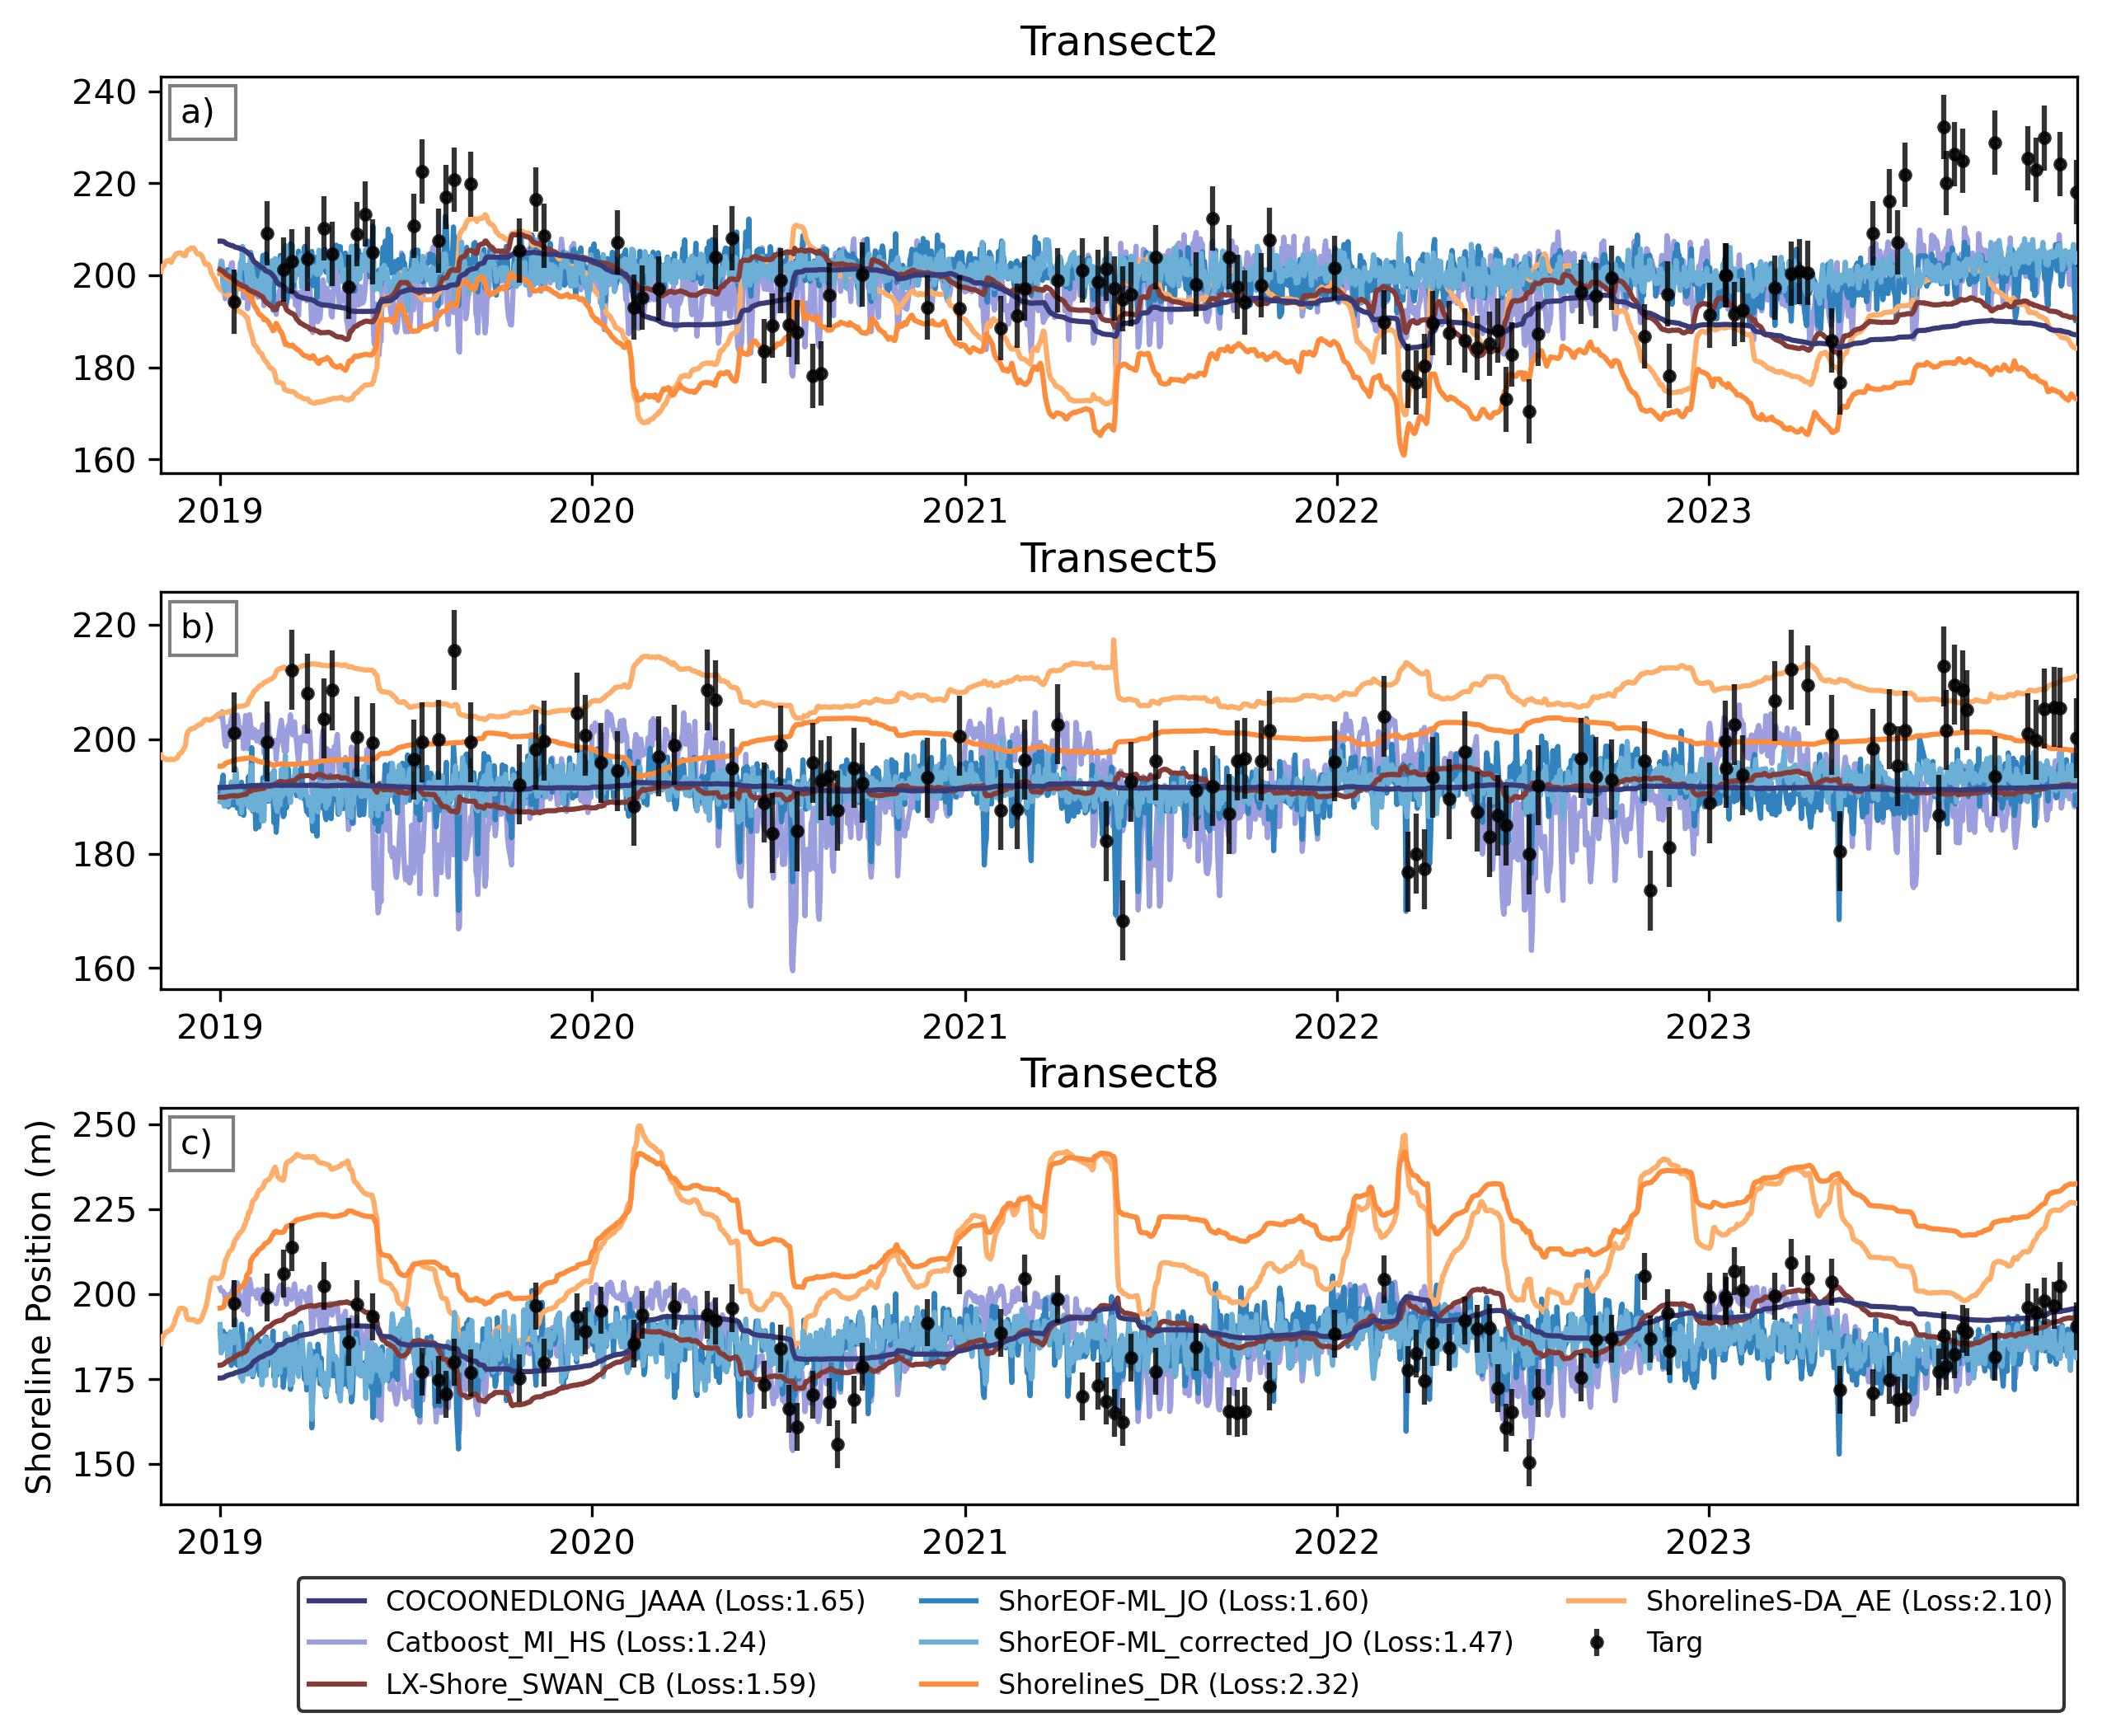 Transect2
a)
240
220
200
180
160
2019 2020 2021 2022 2023
Transect5
b)
220
200
180
160
2019 2020 2021 2022 2023
Transect8
c)
Shoreline Position (m)
250
225
200
175
150
2019 2020 2021 2022 2023
COCOONEDLONG_JAAA (Loss:1.65)
Catboost_MI_HS (Loss:1.24)
LX-Shore_SWAN_CB (Loss:1.59)
ShorEOF-ML_JO (Loss:1.60)
ShorEOF-ML_corrected_JO (Loss:1.47)
ShorelineS_DR (Loss:2.32)
ShorelineS-DA_AE (Loss:2.10)
Targ